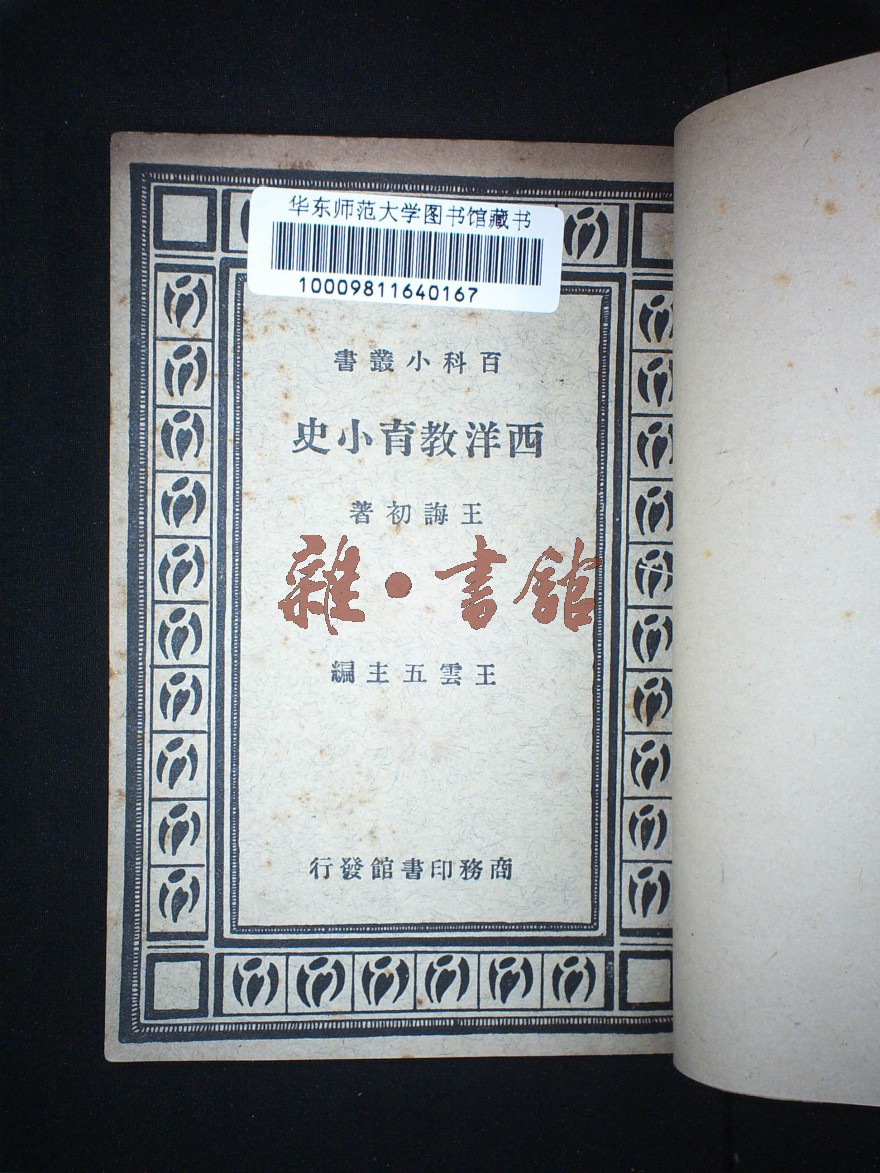 华东师范大学图书馆藏书
10009811640167
百科小叢書
西洋教育小史
王誨初著
雜·書舘
王雲五主編
商務印書館發行